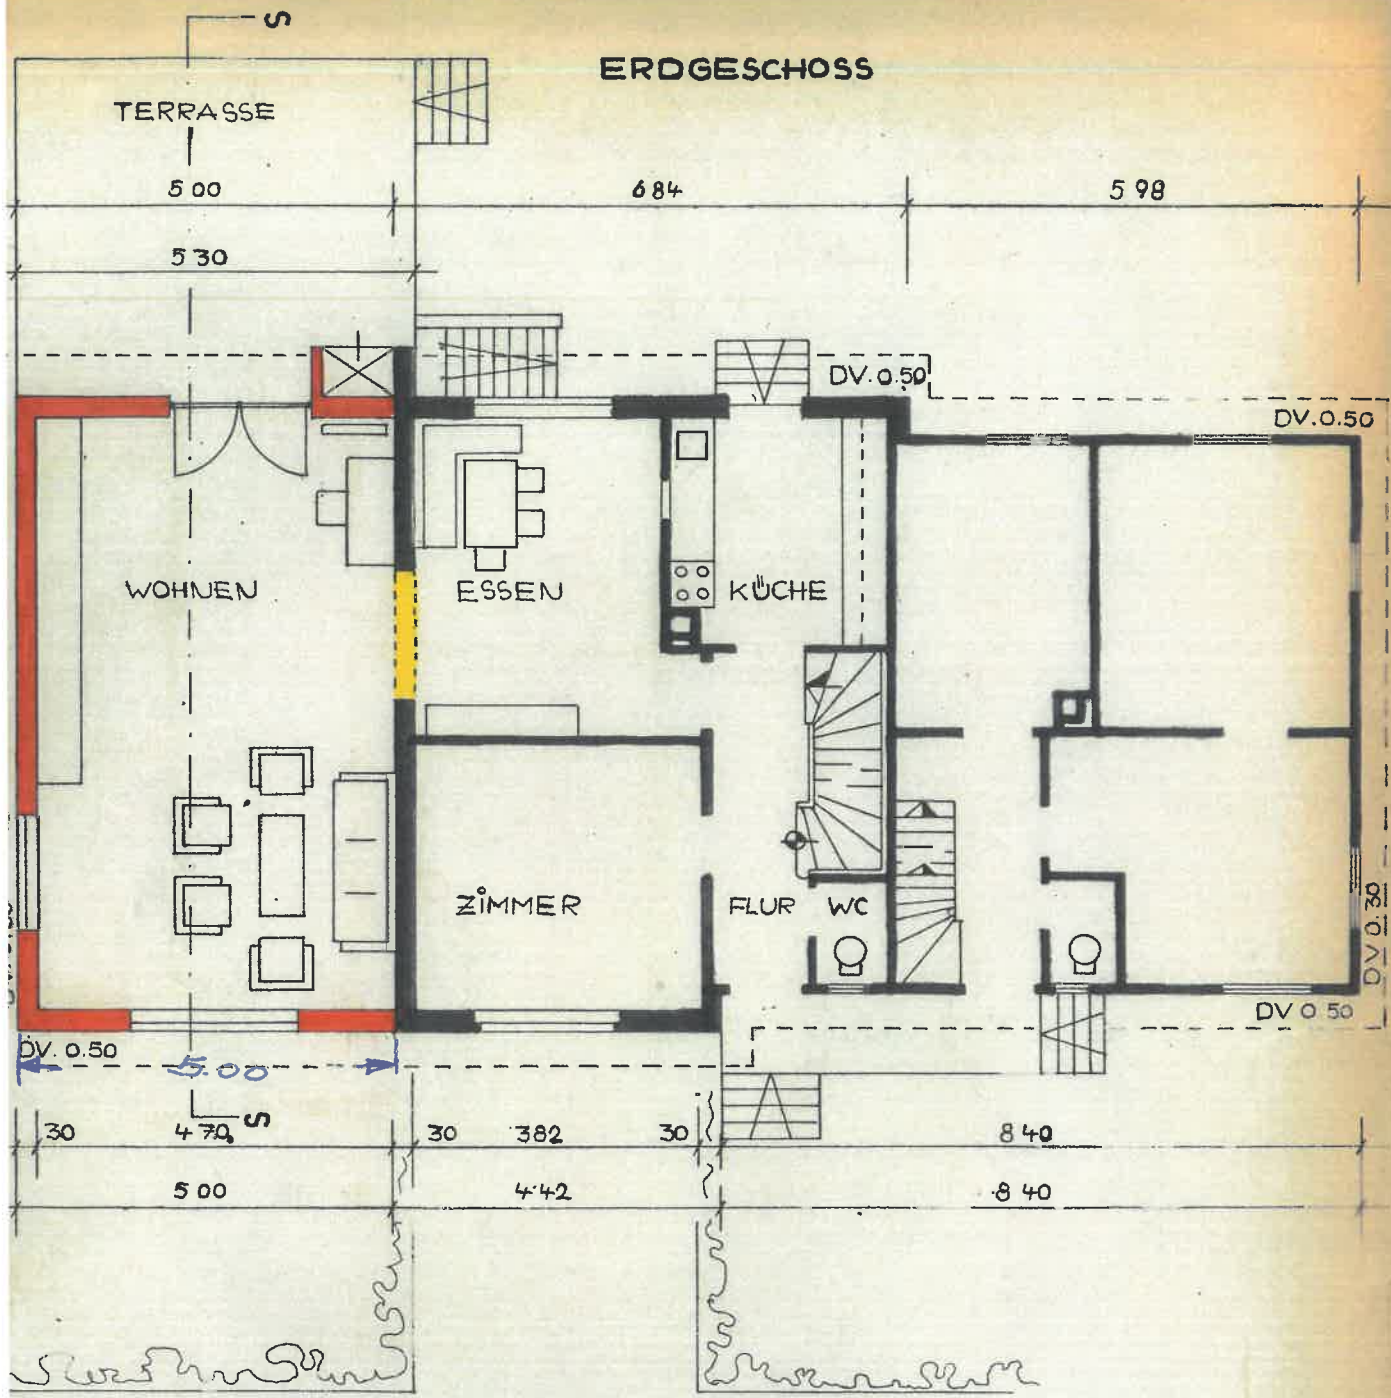 S
ERDGESCHOSS
TERRASSE
5 00 6 84 5 98
5 30
DV. 0.50
DV. 0.50
WOHNEN ESSEN KÜCHE
ZIMMER FLUR WC
DV 0.30
DV 0 50
DV. 0.50
5.00
S
30 4 70 30 382 30 8 40
5 00 4 42 8 40